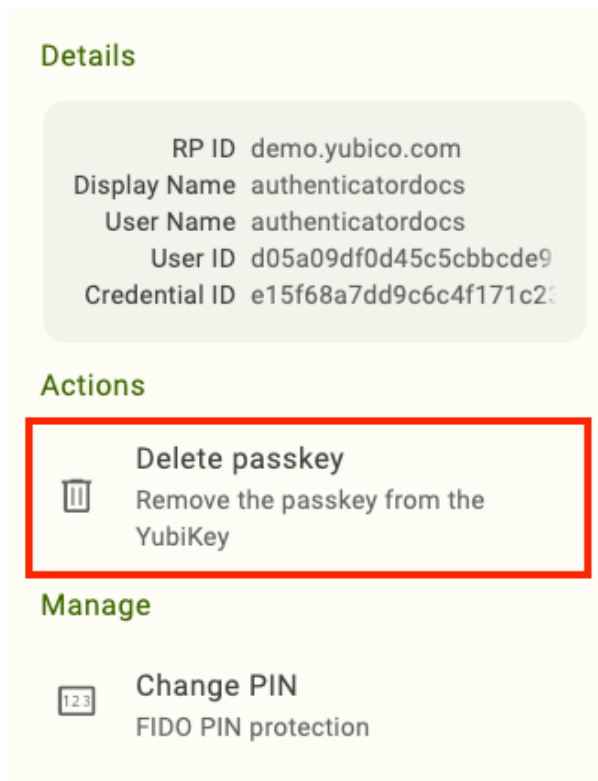 Details
RP ID demo.yubico.com
Display Name authenticatordocs
User Name authenticatordocs
User ID d05a09df0d45c5cbbcde9
Credential ID e15f68a7dd9c6c4f171c23
Actions
Delete passkey
Remove the passkey from the
YubiKey
Manage
123
Change PIN
FIDO PIN protection